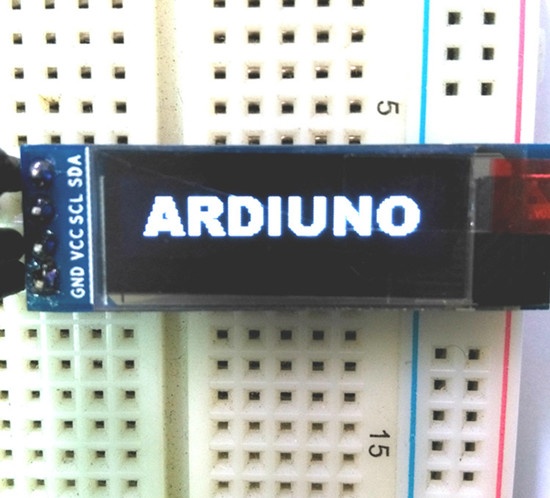 5
GND VCC SCL SDA
ARDIUNO
15